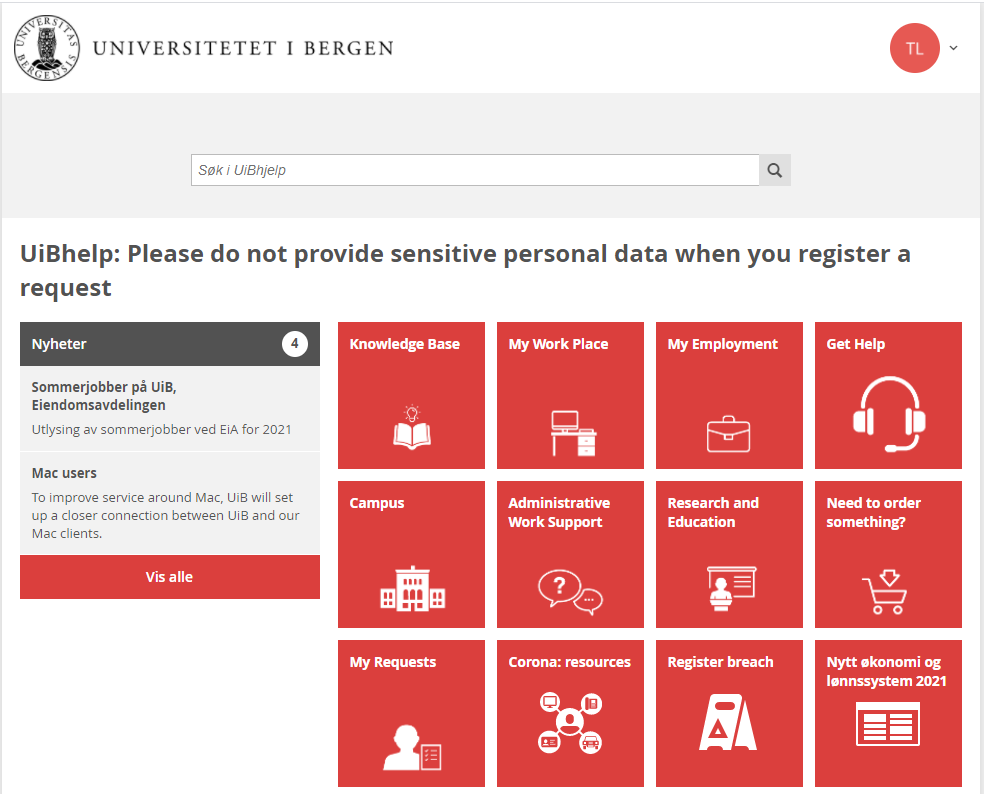 UNIVERSITAS BERGENSIS
UNIVERSITETET I BERGEN
TL
Søk i UiBhjelp
UiBhelp: Please do not provide sensitive personal data when you register a
request
Nyheter
4
Sommerjobber på UiB,
Eiendomsavdelingen
Utlysing av sommerjobber ved EiA for 2021
Mac users
To improve service around Mac, UiB will set
up a closer connection between UiB and our
Mac clients.
Vis alle
Knowledge Base
My Work Place
My Employment
Get Help
Campus
Administrative
Work Support
?
Research and
Education
Need to order
something?
My Requests
Corona: resources
Register breach
Nytt økonomi og
lønnssystem 2021